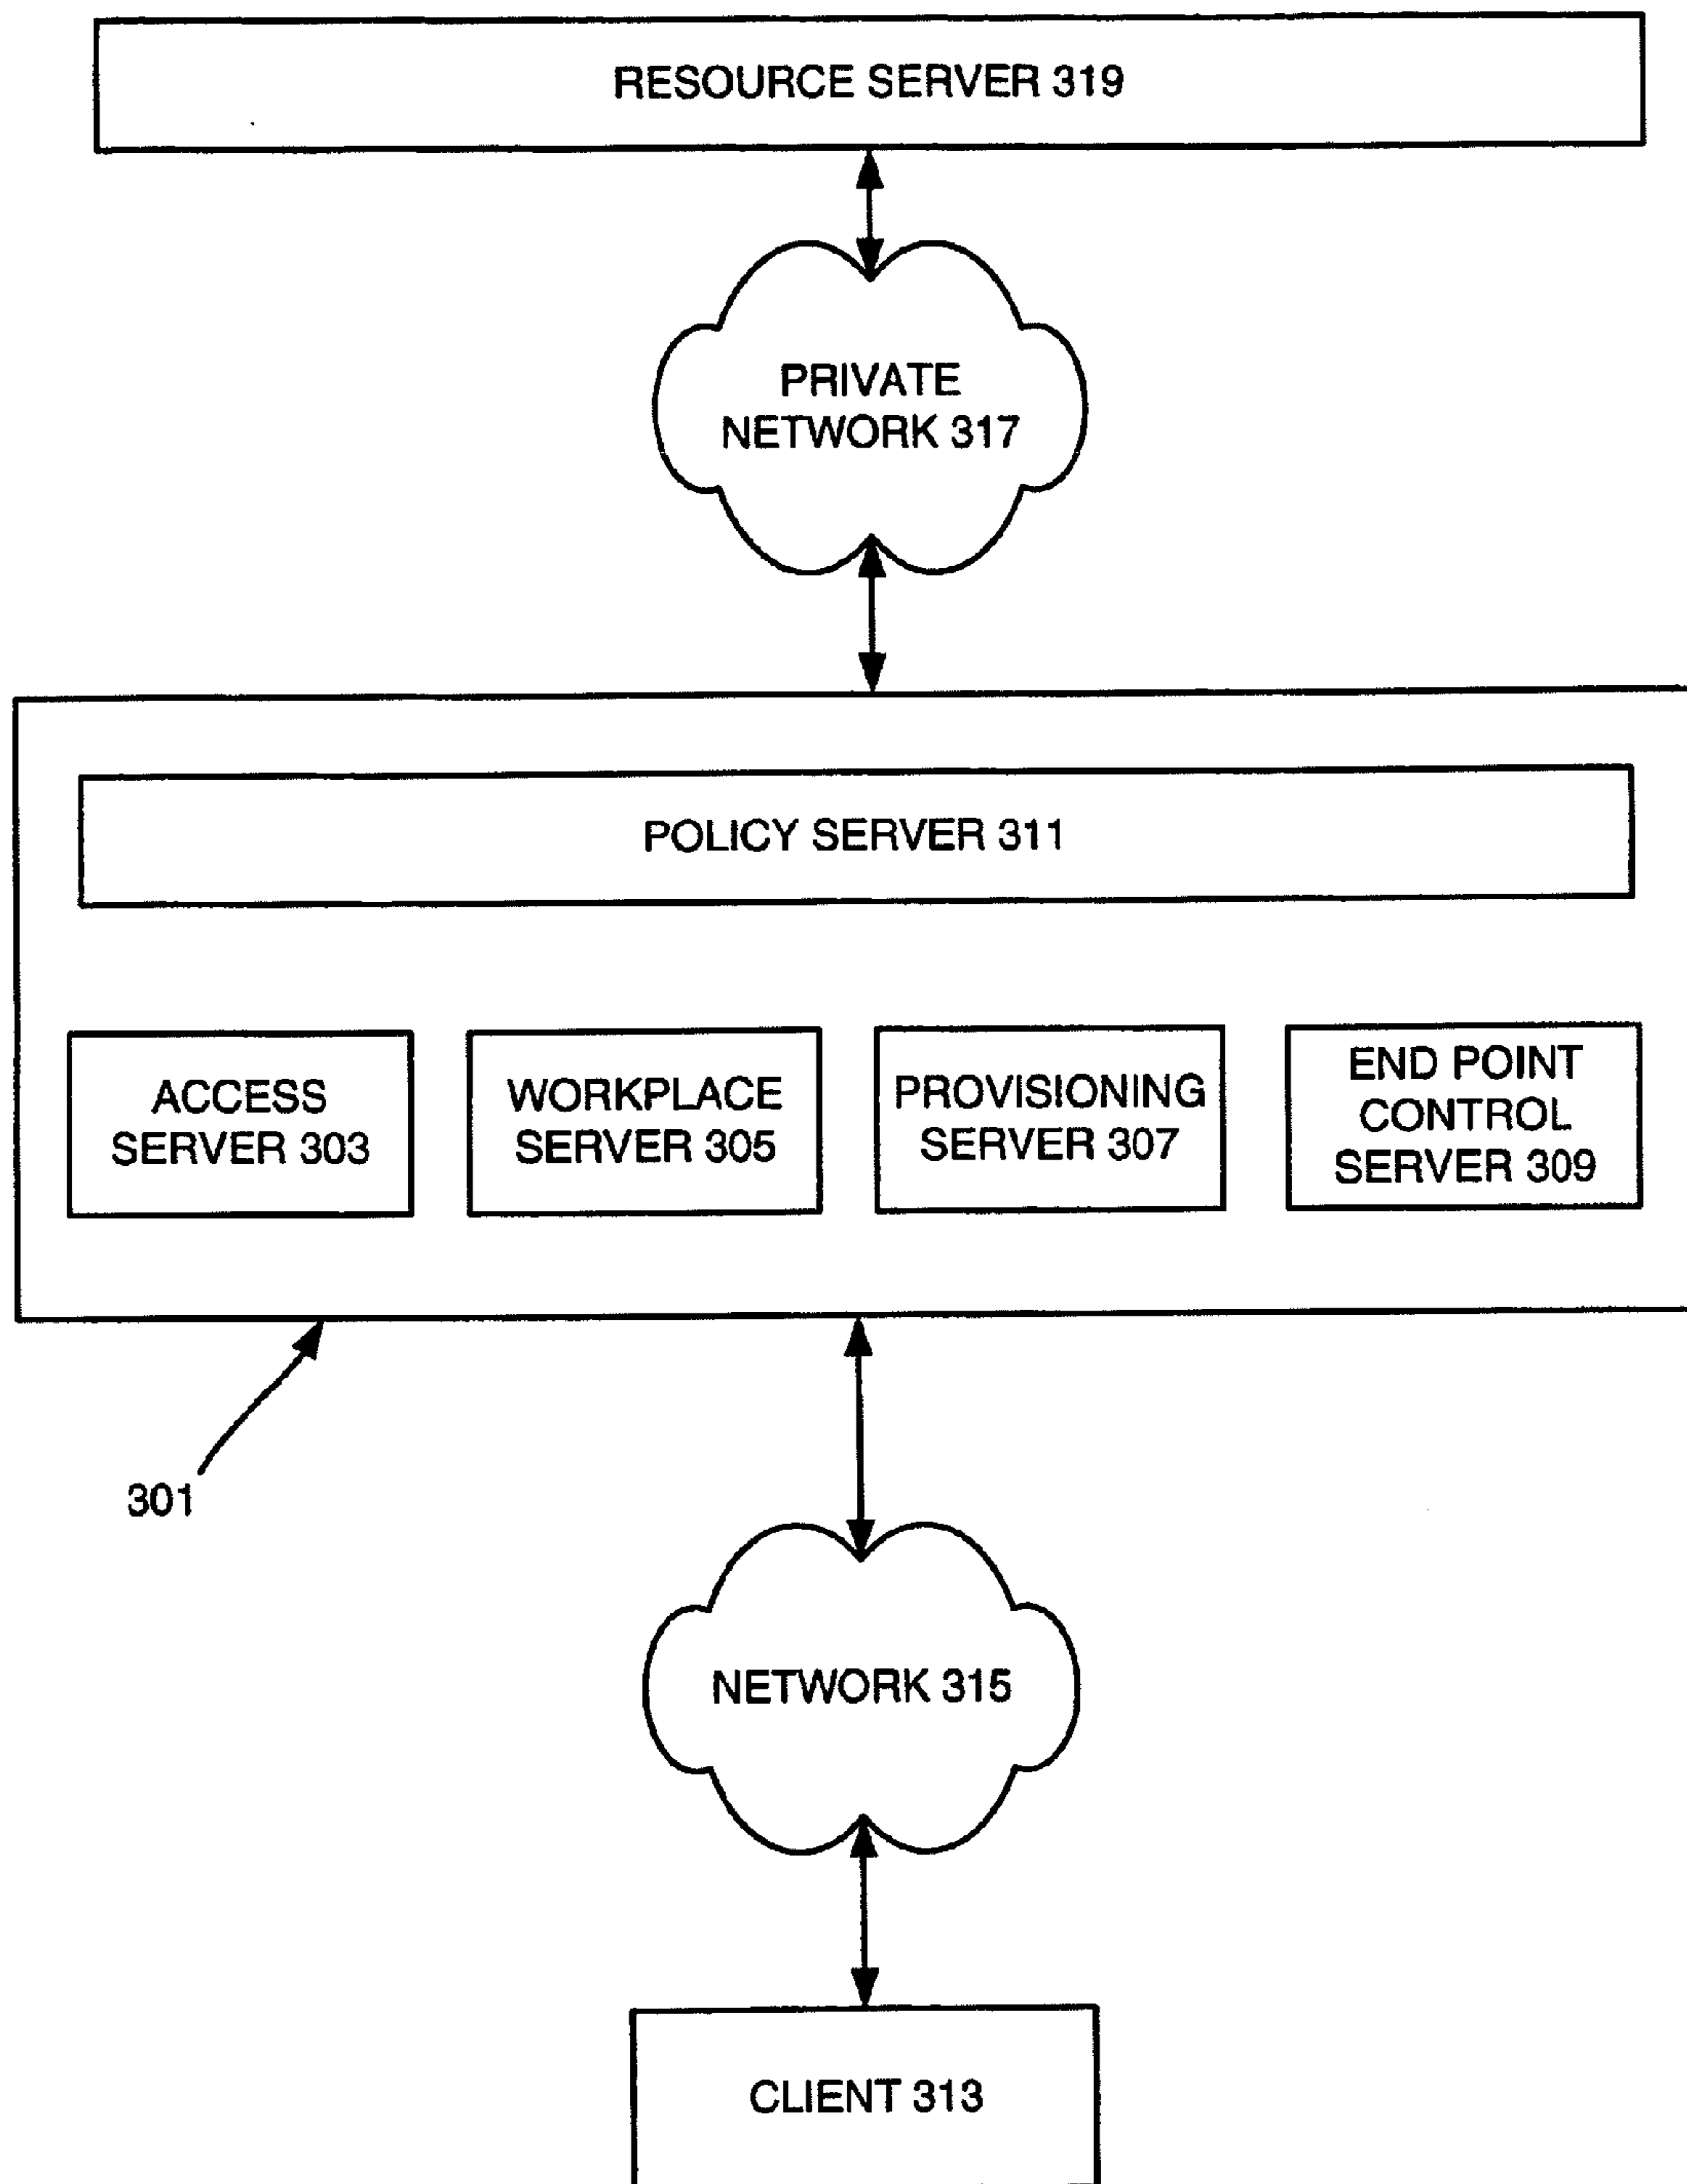 RESOURCE SERVER 319
PRIVATE
NETWORK 317
POLICY SERVER 311
ACCESS
SERVER 303
WORKPLACE
SERVER 305
PROVISIONING
SERVER 307
END POINT
CONTROL
SERVER 309
301
NETWORK 315
CLIENT 313